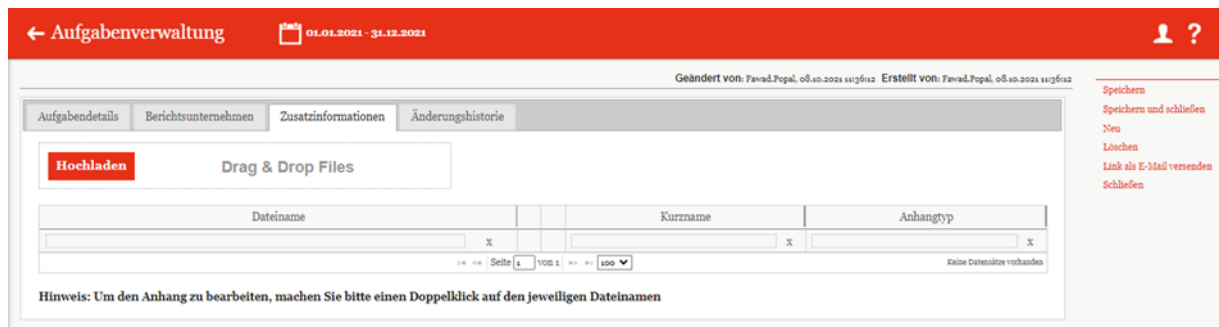 ← Aufgabenverwaltung 01.01.2021 - 31.12.2021 ?
Geändert von: Fawad.Popal, 08.10.2021 11:36:12 Erstellt von: Fawad.Popal, 08.10.2021 11:36:12
Speichern
Speichern und schließen
Neu
Löschen
Link als E-Mail versenden
Schließen
Aufgabendetails Berichtsunternehmen Zusatzinformationen Änderungshistorie
Hochladen Drag & Drop Files
Dateiname Kurzname Anhangtyp
x x x
Seite 1 von 1 100 Keine Datensätze vorhanden
Hinweis: Um den Anhang zu bearbeiten, machen Sie bitte einen Doppelklick auf den jeweiligen Dateinamen